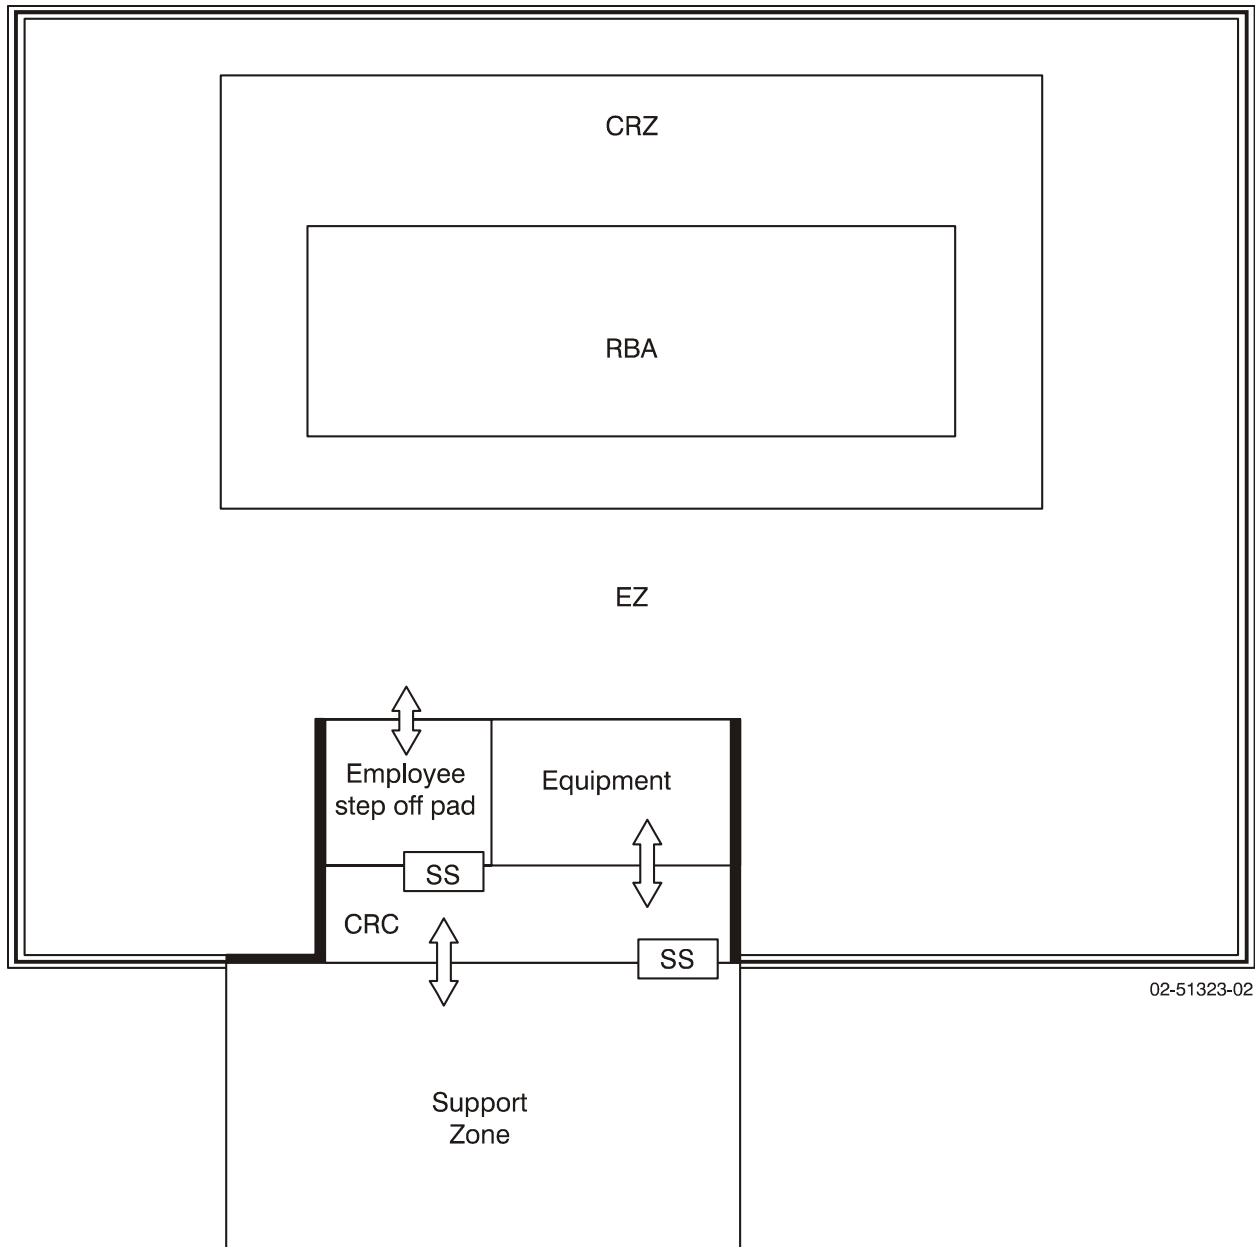 CRZ
RBA
EZ
Employee
step off pad
Equipment
SS
CRC
SS
02-51323-02
Support
Zone